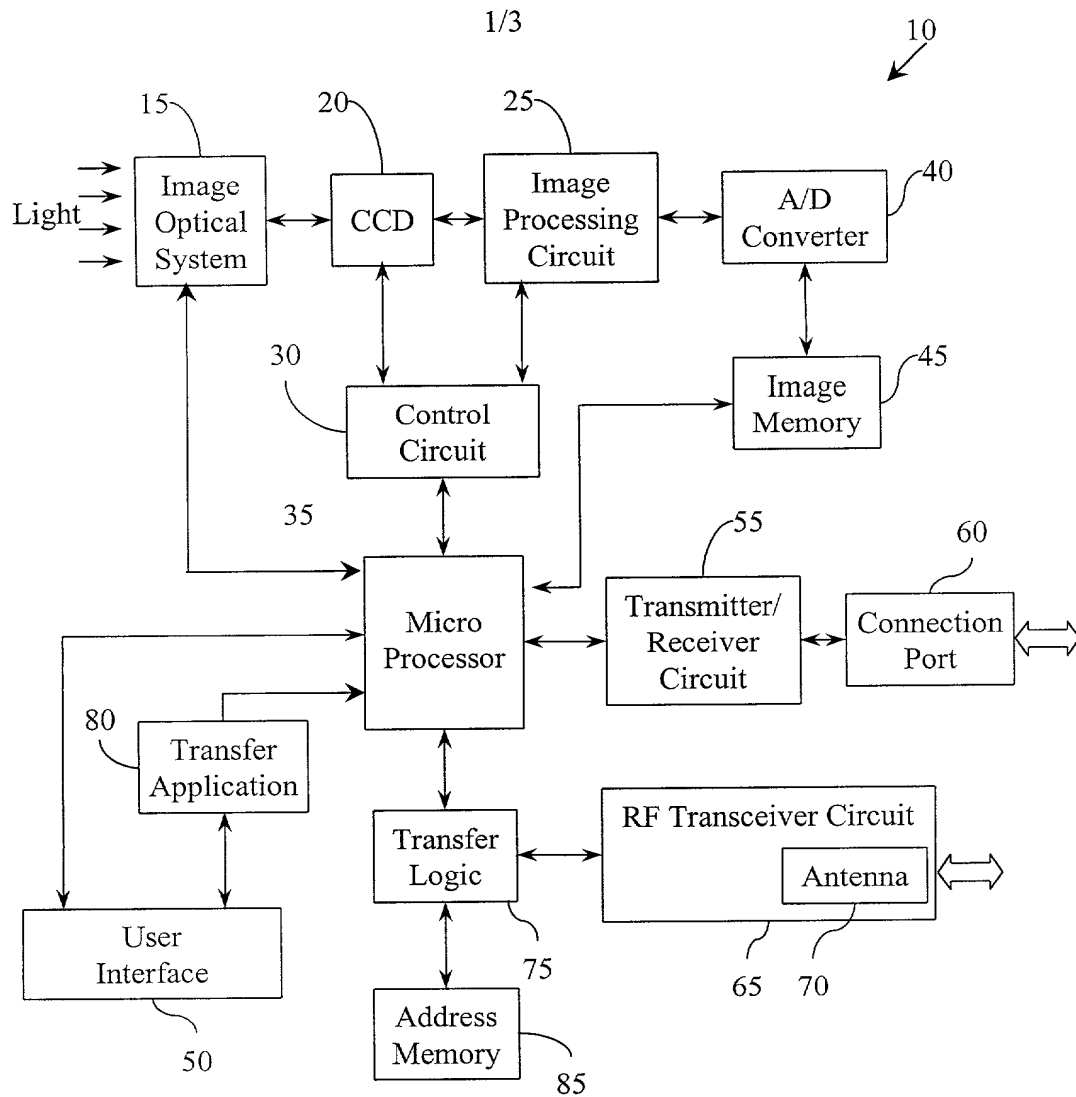 1/3
10
15
20
25
Light
Image
Optical
System
CCD
Image
Processing
Circuit
A/D
Converter
40
30
Control
Circuit
Image
Memory
45
35
55
60
Micro
Processor
Transmitter/
Receiver
Circuit
Connection
Port
80
Transfer
Application
Transfer
Logic
RF Transceiver Circuit
Antenna
User
Interface
75
65
70
50
Address
Memory
85